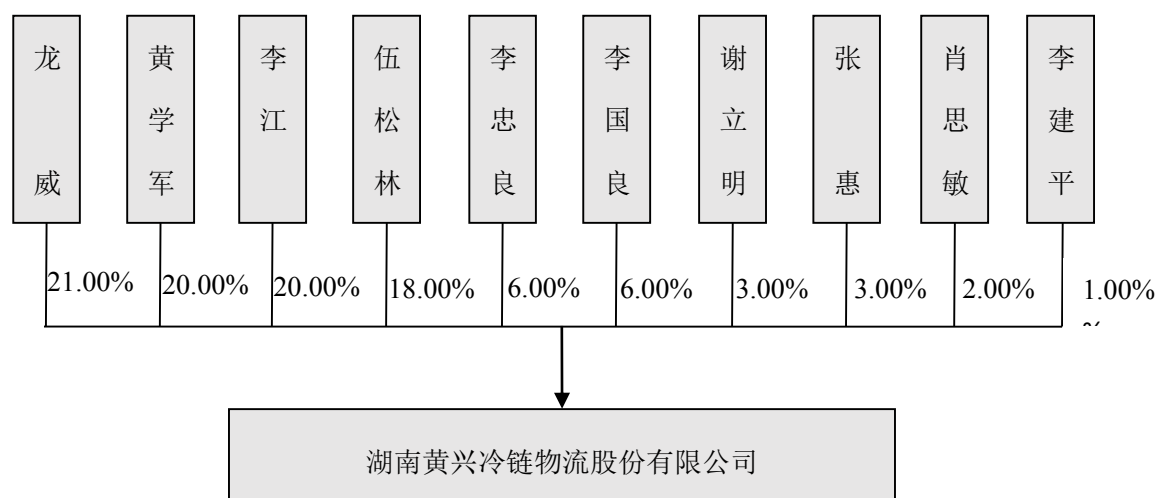 龙威
黄学军
李江
伍松林
李忠良
李国良
谢立明
张惠
肖思敏
李建平
21.00%
20.00%
20.00%
18.00%
6.00%
6.00%
3.00%
3.00%
2.00%
1.00%
湖南黄兴冷链物流股份有限公司